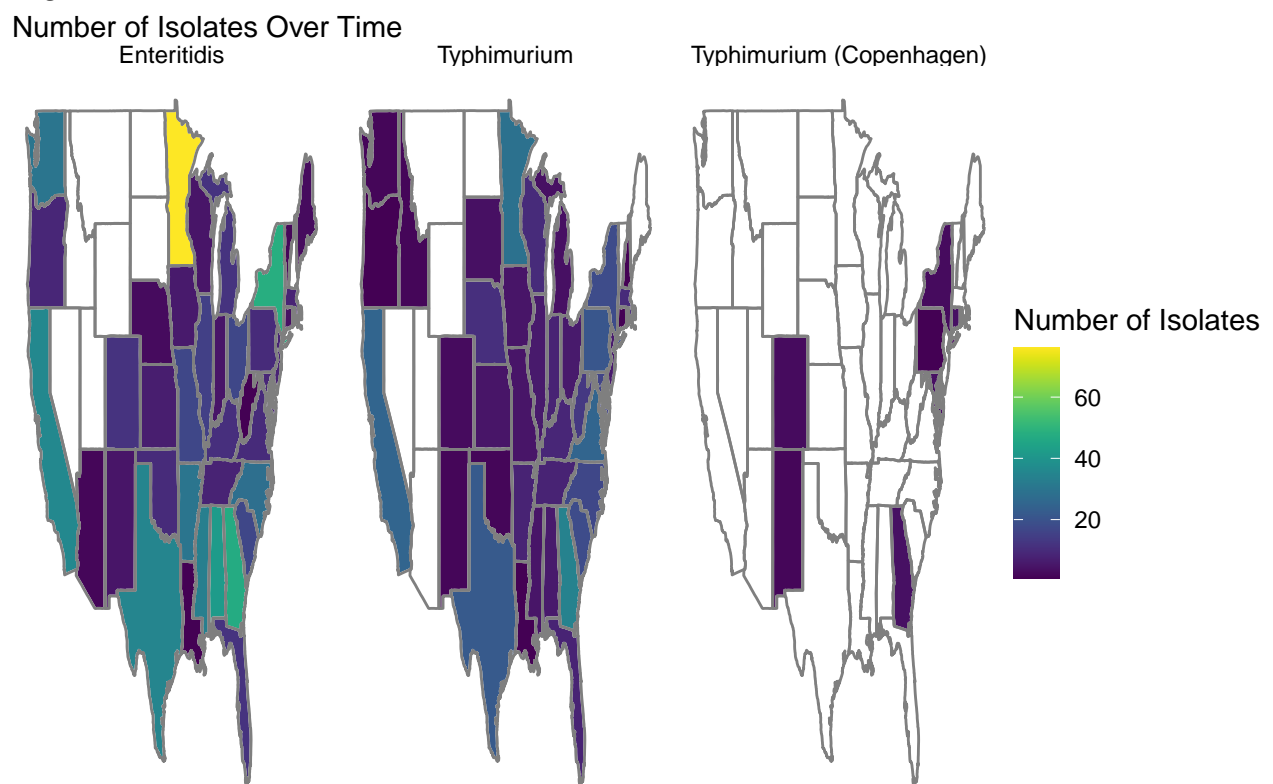 Number of Isolates Over Time
Enteritidis
Typhimurium
Typhimurium (Copenhagen)
Number of Isolates
60
40
20